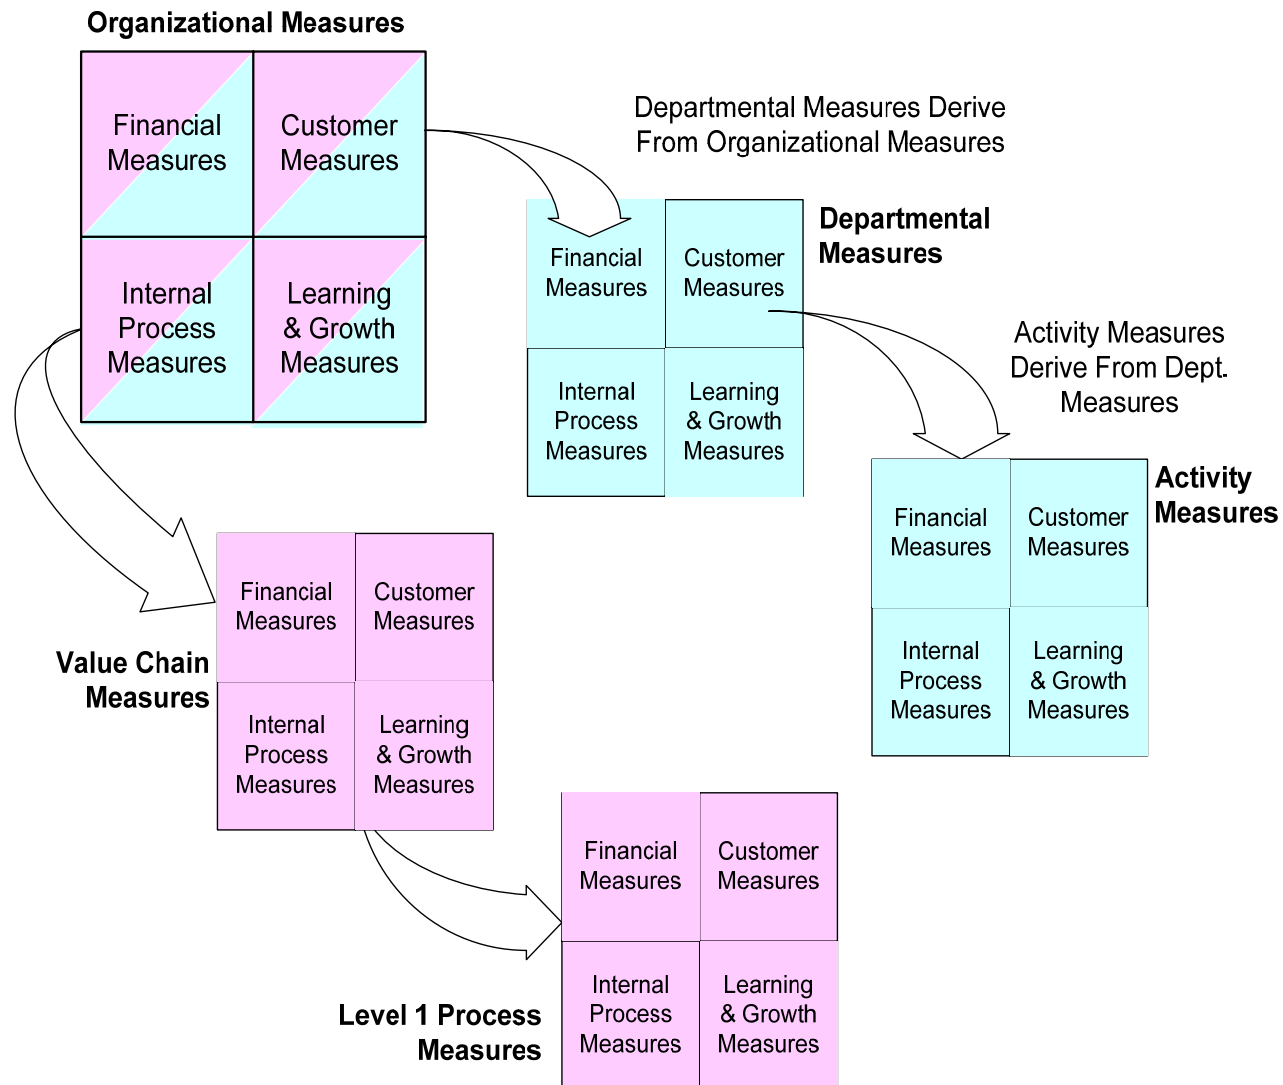 Organizational Measures
Financial
Measures
Customer
Measures
Internal
Process
Measures
Learning
& Growth
Measures
Departmental Measures Derive
From Organizational Measures
Departmental
Measures
Financial
Measures
Customer
Measures
Internal
Process
Measures
Learning
& Growth
Measures
Activity Measures
Derive From Dept.
Measures
Activity
Measures
Financial
Measures
Customer
Measures
Internal
Process
Measures
Learning
& Growth
Measures
Value Chain
Measures
Financial
Measures
Customer
Measures
Internal
Process
Measures
Learning
& Growth
Measures
Level 1 Process
Measures
Financial
Measures
Customer
Measures
Internal
Process
Measures
Learning
& Growth
Measures